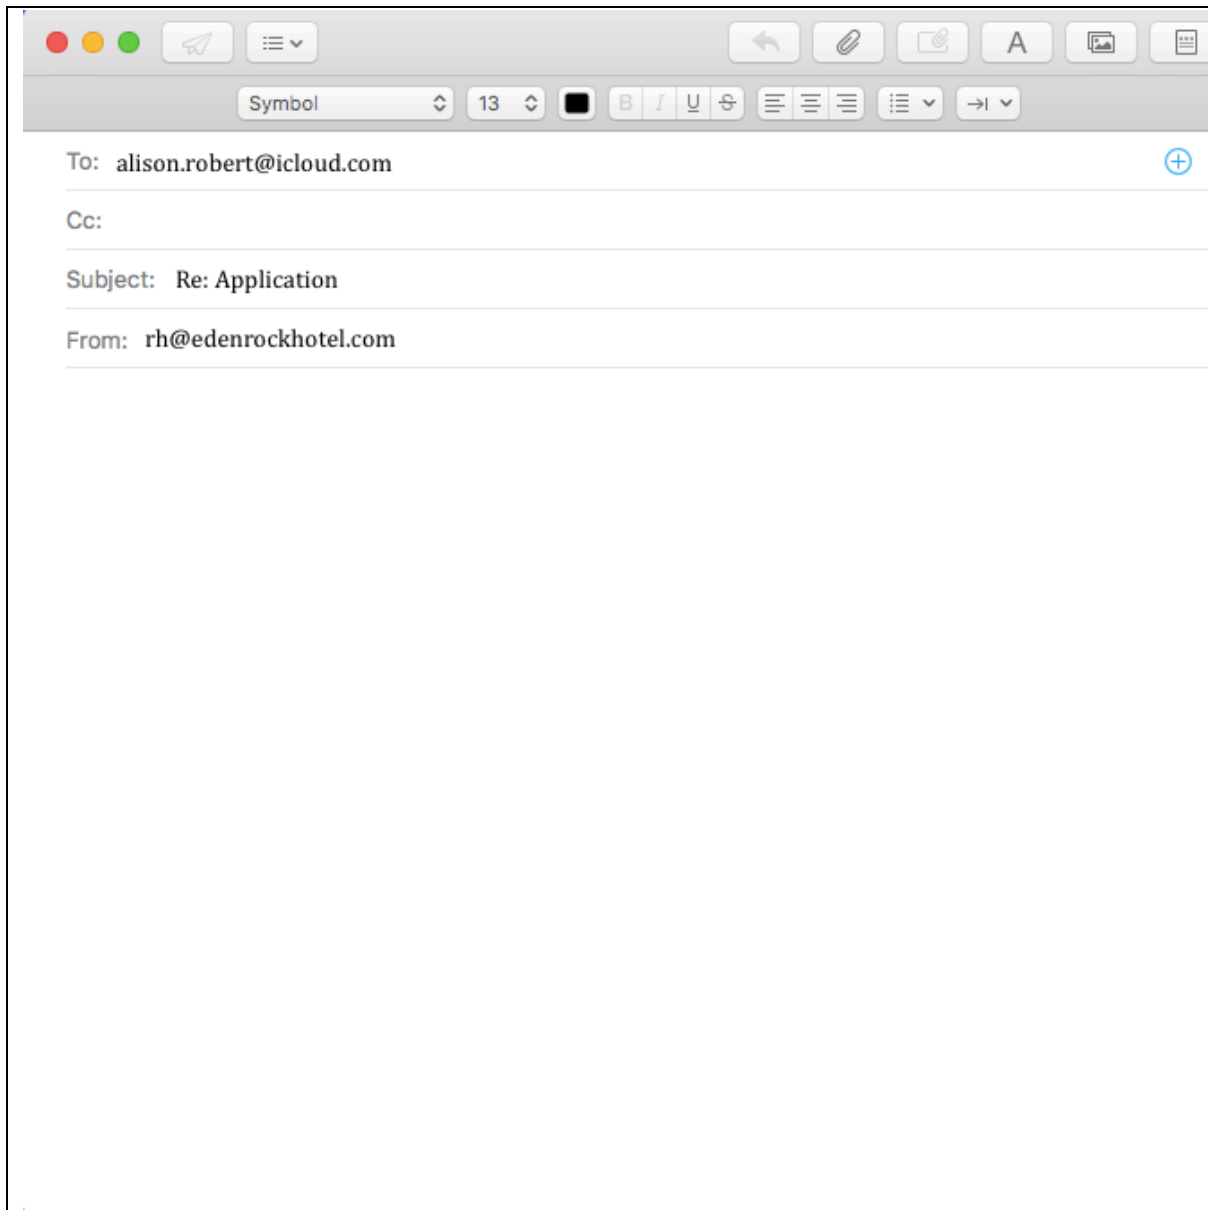 Symbol 13 B I U S
A
To: alison.robert@icloud.com
Cc:
Subject: Re: Application
From: rh@edenrockhotel.com